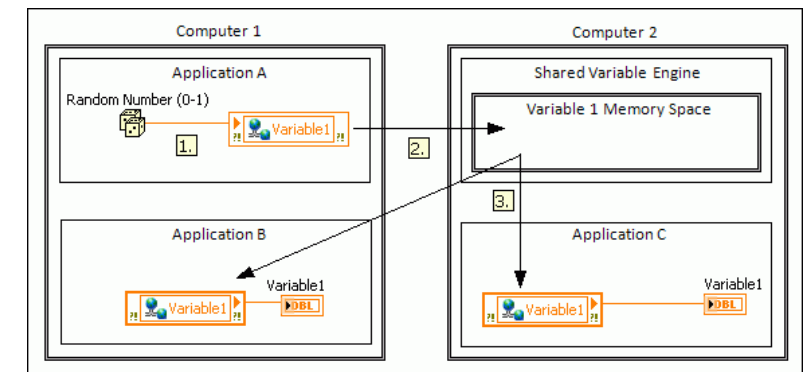 Computer 1
Computer 2
Application A
Random Number (0-1)
?!
Variable1
?!
1.
2.
Shared Variable Engine
Variable 1 Memory Space
3.
Application B
?!
Variable1
?!
Variable1
DBL
Application C
?!
Variable1
?!
Variable1
DBL